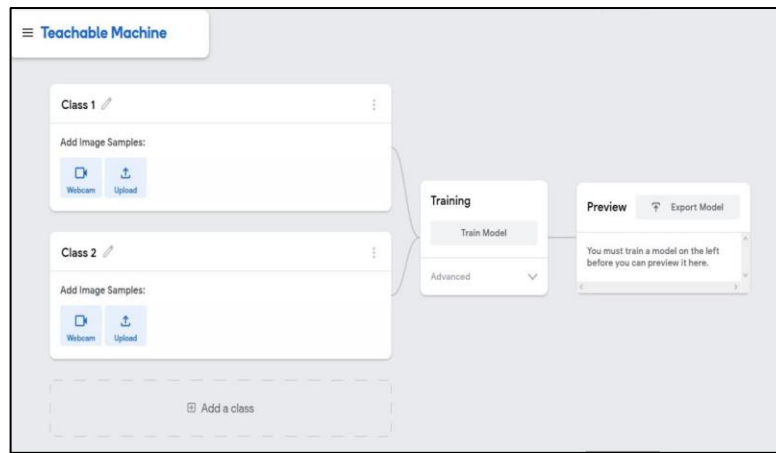 Teachable Machine
Class 1
Add Image Samples:
Webcam Upload
Class 2
Add Image Samples:
Webcam Upload
Add a class
Training
Train Model
Advanced
Preview
Export Model
You must train a model on the left
before you can preview it here.